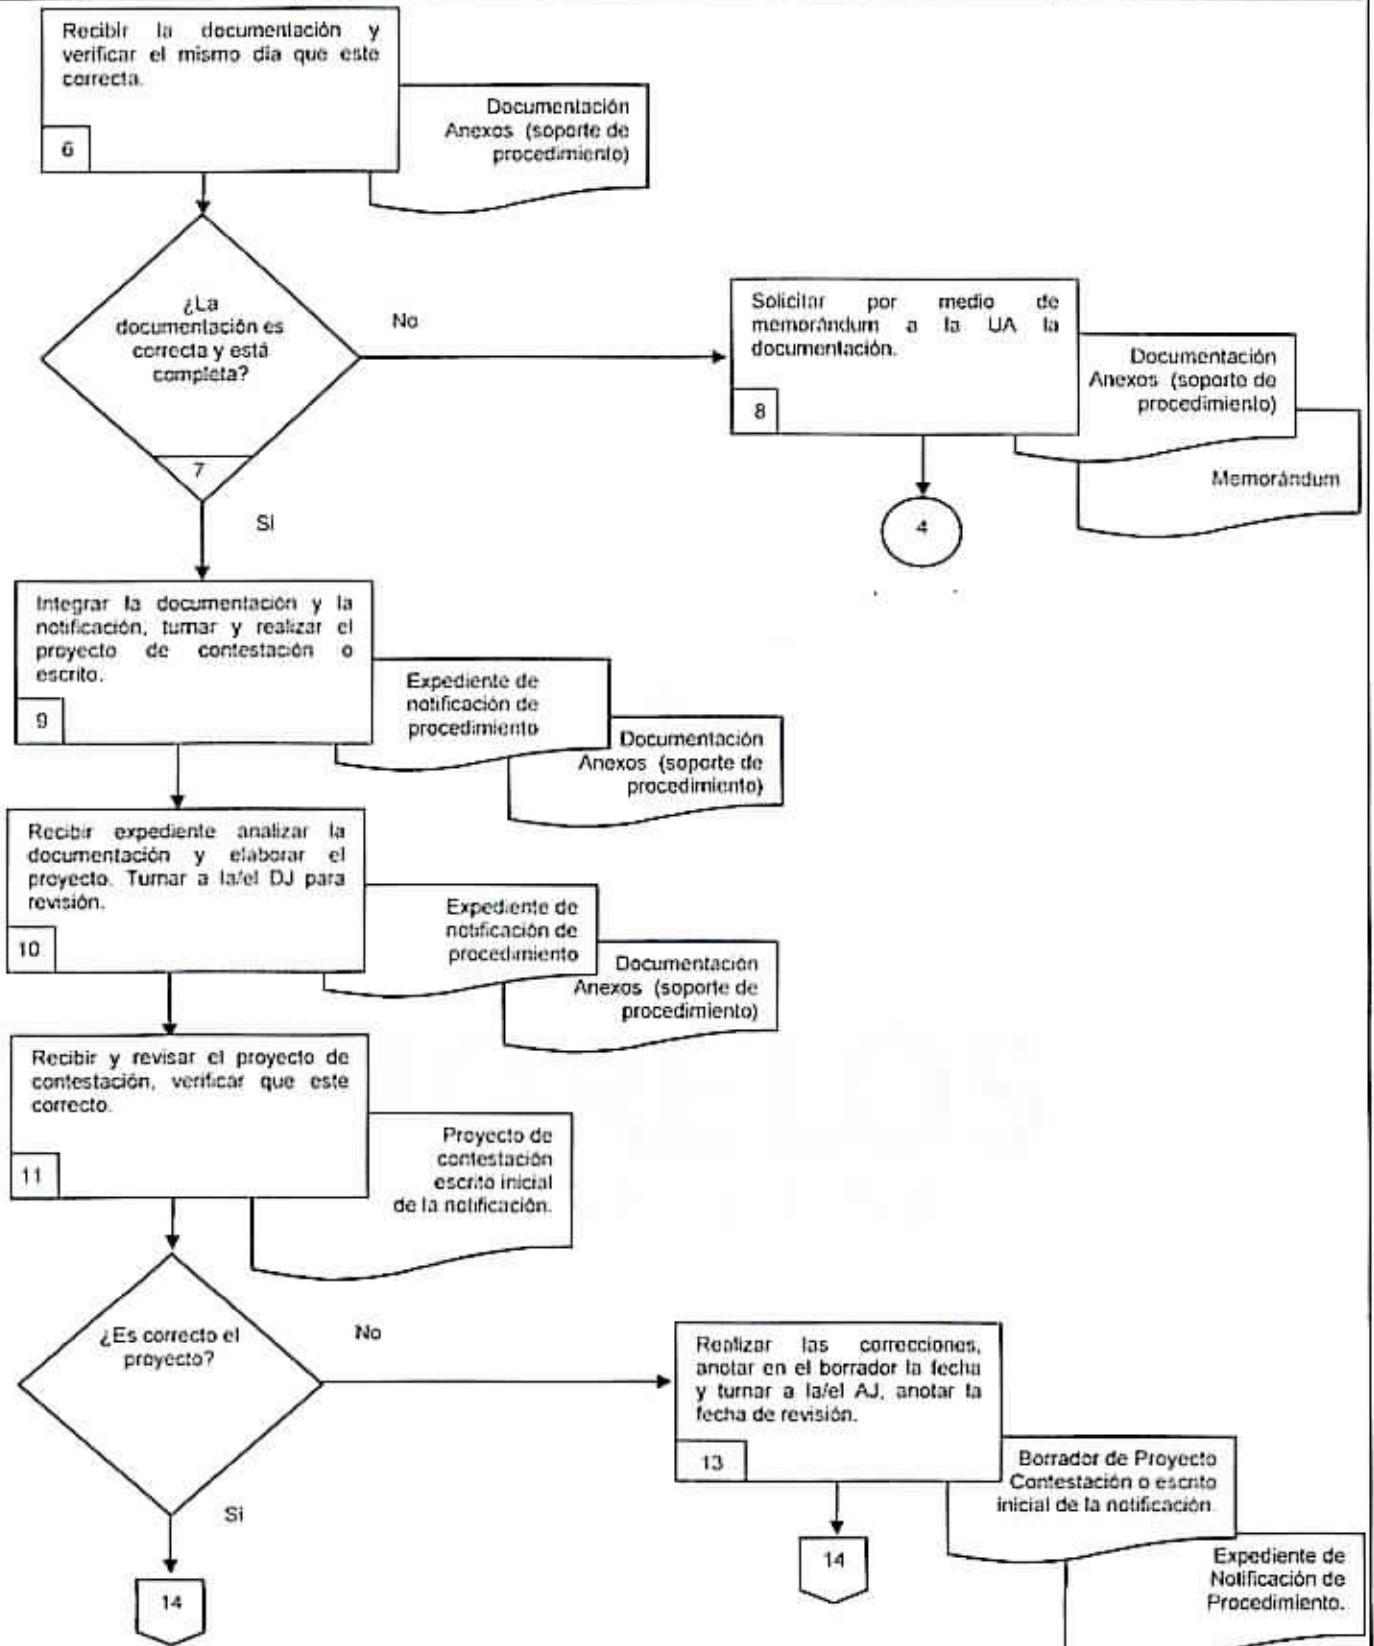 Recibir la documentación y
verificar el mismo día que este
correcta.
6
Documentación
Anexos (soporte de
procedimiento)
¿La
documentación es
correcta y está
completa?
7
No
Si
Solicitar por medio de
memorándum a la UA la
documentación.
8
Documentación
Anexos (soporte de
procedimiento)
Memorándum
4
Integrar la documentación y la
notificación, turnar y realizar el
proyecto de contestación o
escrito.
9
Expediente de
notificación de
procedimiento
Documentación
Anexos (soporte de
procedimiento)
Recibir expediente analizar la
documentación y elaborar el
proyecto. Turnar a la/el DJ para
revisión.
10
Expediente de
notificación de
procedimiento
Documentación
Anexos (soporte de
procedimiento)
Recibir y revisar el proyecto de
contestación, verificar que este
correcto.
11
Proyecto de
contestación
escrito inicial
de la notificación.
¿Es correcto el
proyecto?
No
Si
Realizar las correcciones,
anotar en el borrador la fecha
y turnar a la/el AJ, anotar la
fecha de revisión.
13
Borrador de Proyecto
Contestación o escrito
inicial de la notificación.
Expediente de
Notificación de
Procedimiento.
14
14